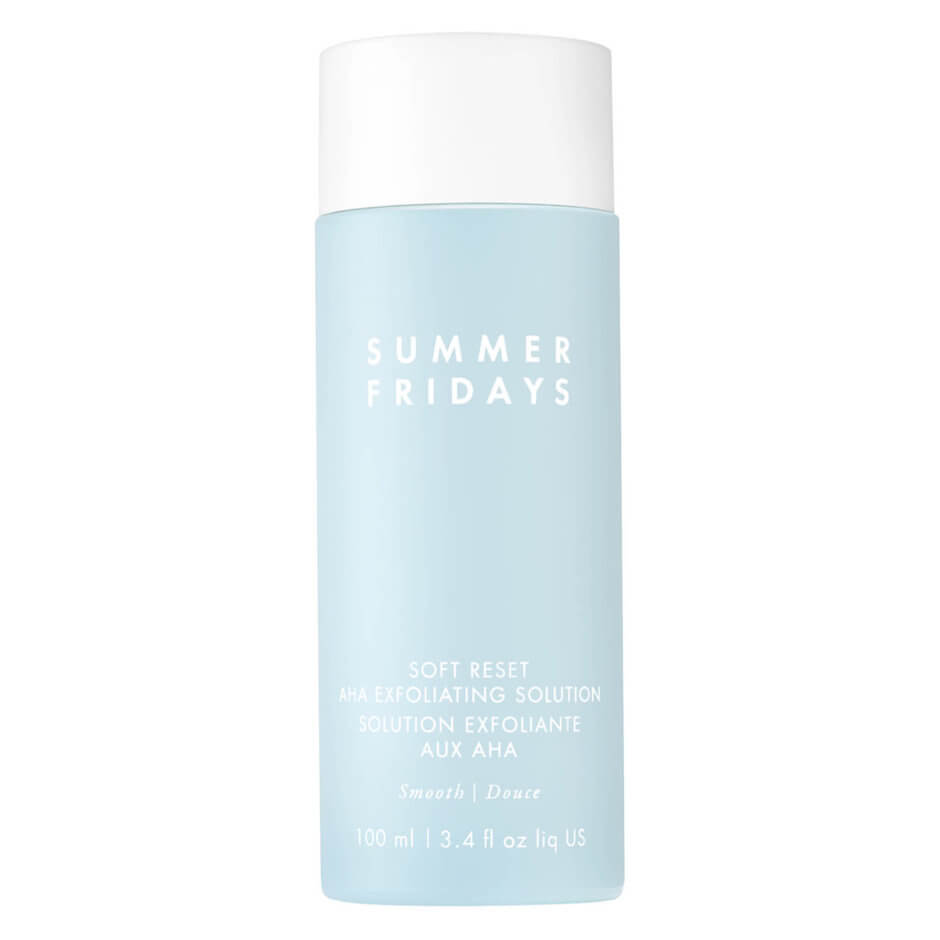 SUMMER
FRIDAYS
SOFT RESET
AHA EXFOLIATING SOLUTION
SOLUTION EXFOLIANTE
AUX AHA
Smooth | Douce
100 ml | 3.4 fl oz liq US